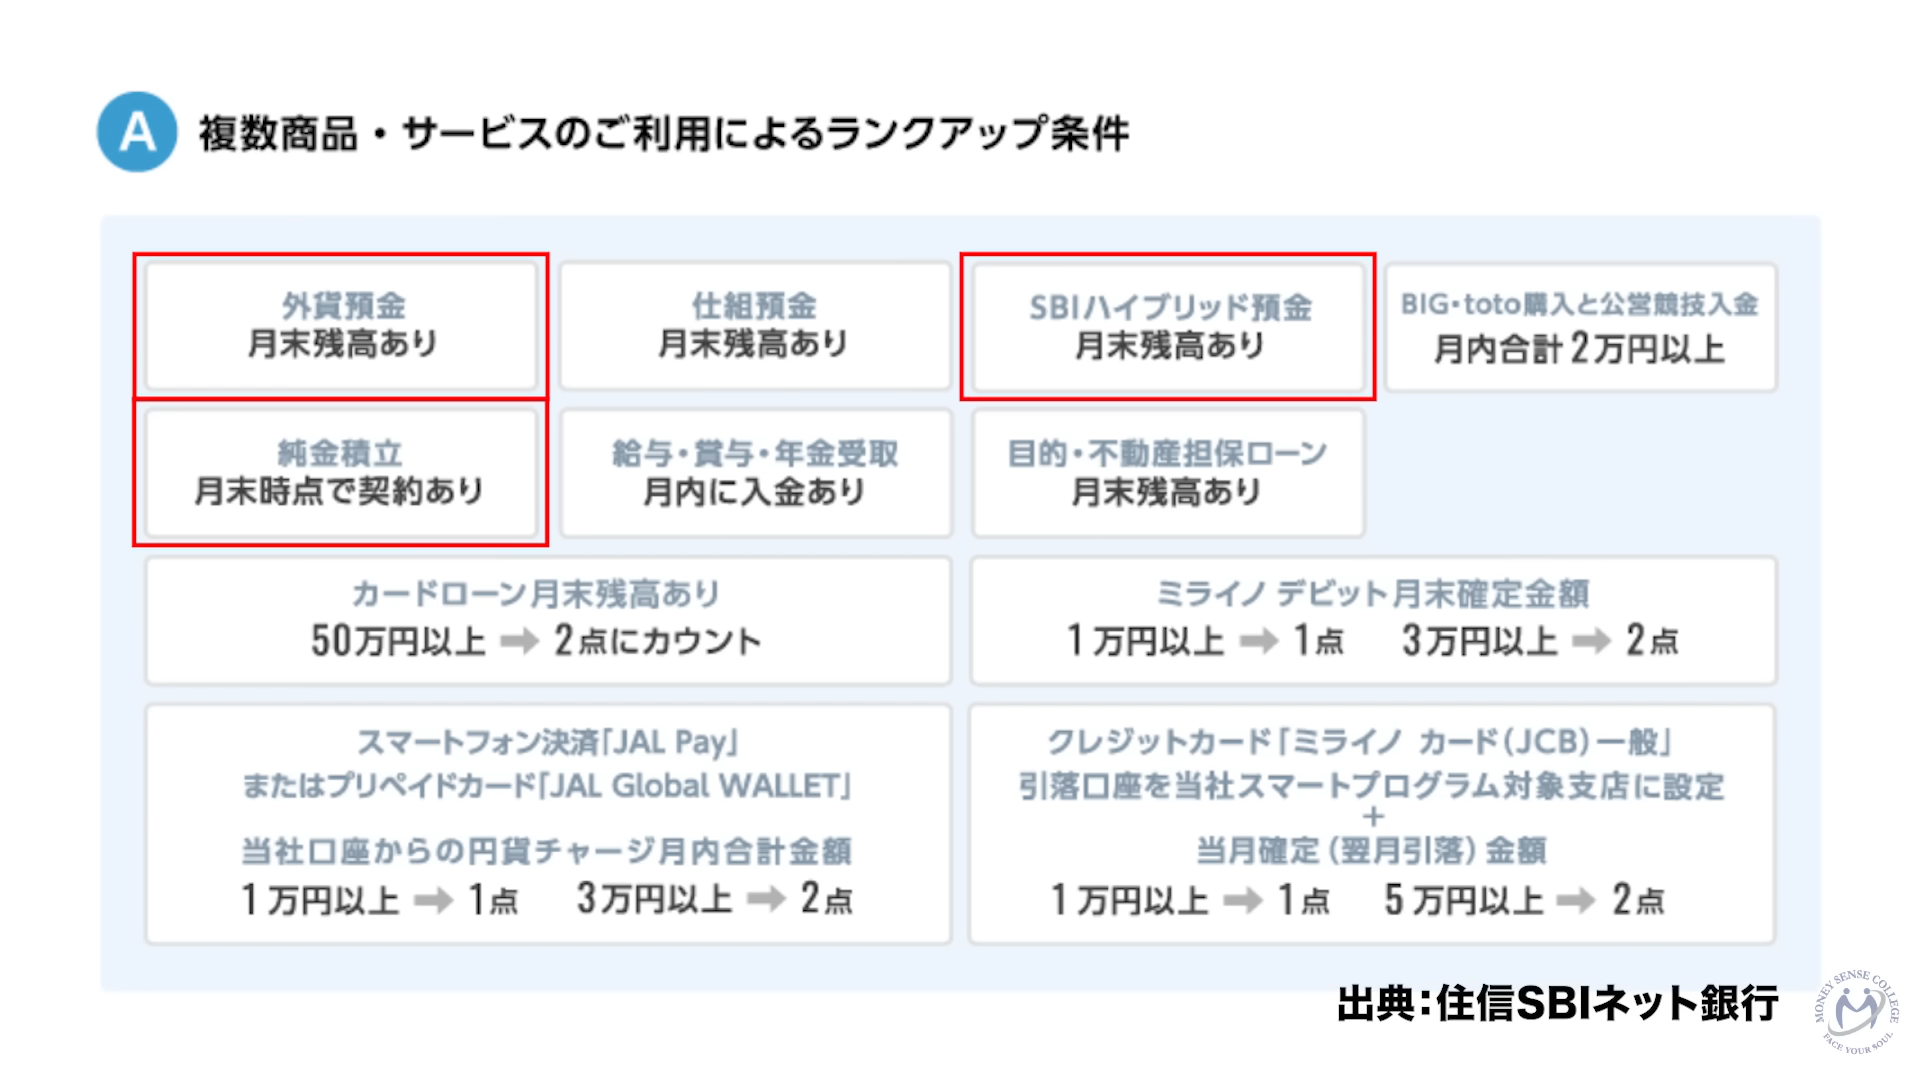 A 複数商品・サービスのご利用によるランクアップ条件
外貨預金
月末残高あり
仕組預金
月末残高あり
SBIハイブリッド預金
月末残高あり
BIG・toto購入と公営競技入金
月内合計2万円以上
純金積立
月末時点で契約あり
給与・賞与・年金受取
月内に入金あり
目的・不動産担保ローン
月末残高あり
カードローン月末残高あり
50万円以上 ➡ 2点にカウント
ミライノ デビット月末確定金額
1万円以上 ➡ 1点 3万円以上 ➡ 2点
スマートフォン決済「JAL Pay」
またはプリペイドカード「JAL Global WALLET」
当社口座からの円貨チャージ月内合計金額
1万円以上 ➡ 1点 3万円以上 ➡ 2点
クレジットカード「ミライノ カード(JCB)一般」
引落口座を当社スマートプログラム対象支店に設定
+
当月確定(翌月引落)金額
1万円以上 ➡ 1点 5万円以上 ➡ 2点
出典:住信SBIネット銀行
MONEY SENSE COLLEGE
FACE YOUR SOUL